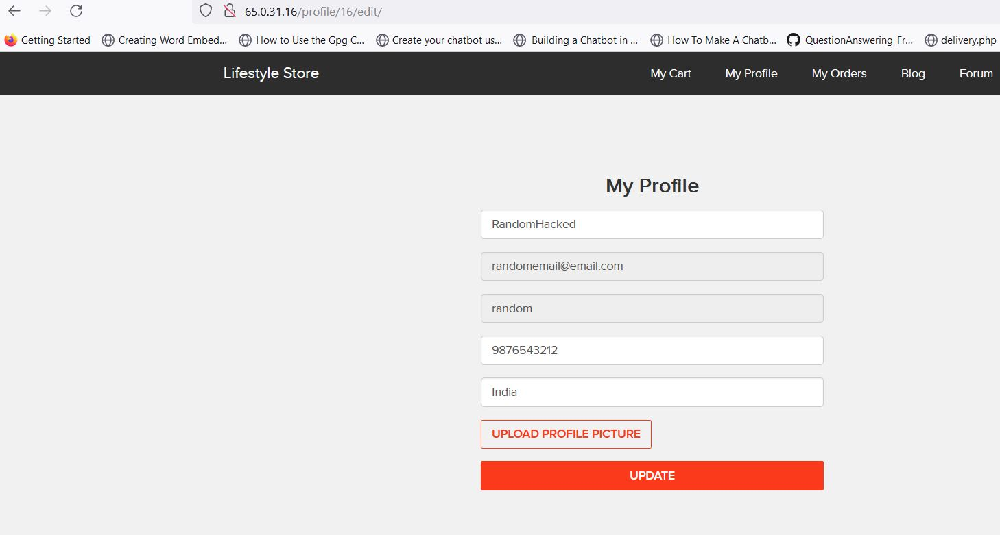 65.0.31.16/profile/16/edit/
Getting Started Creating Word Embed... How to Use the Gpg C... Create your chatbot us... Building a Chatbot in ... How To Make A Chatb... QuestionAnswering_Fr... delivery.php
Lifestyle Store My Cart My Profile My Orders Blog Forum
My Profile
RandomHacked
randomemail@email.com
random
9876543212
India
UPLOAD PROFILE PICTURE
UPDATE